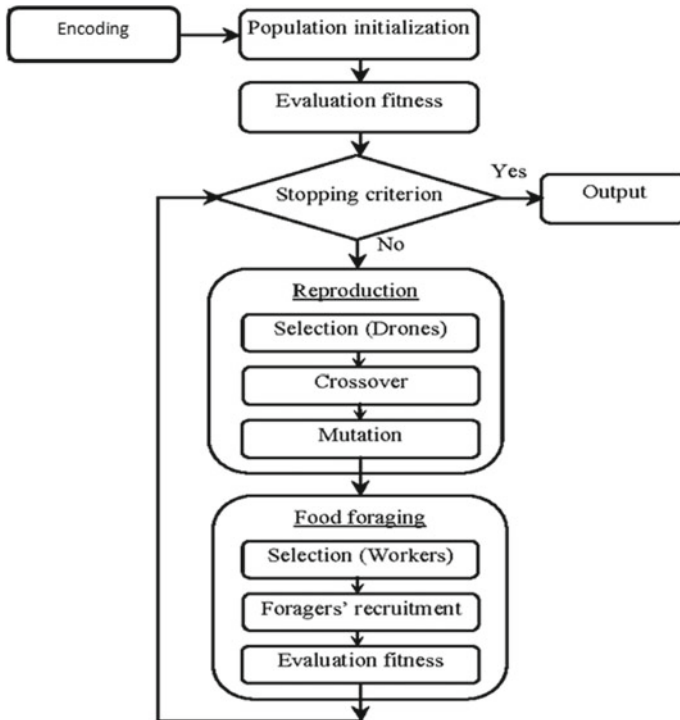 Encoding
Population initialization
Evaluation fitness
Stopping criterion
Yes
Output
No
Reproduction
Selection (Drones)
Crossover
Mutation
Food foraging
Selection (Workers)
Foragers' recruitment
Evaluation fitness